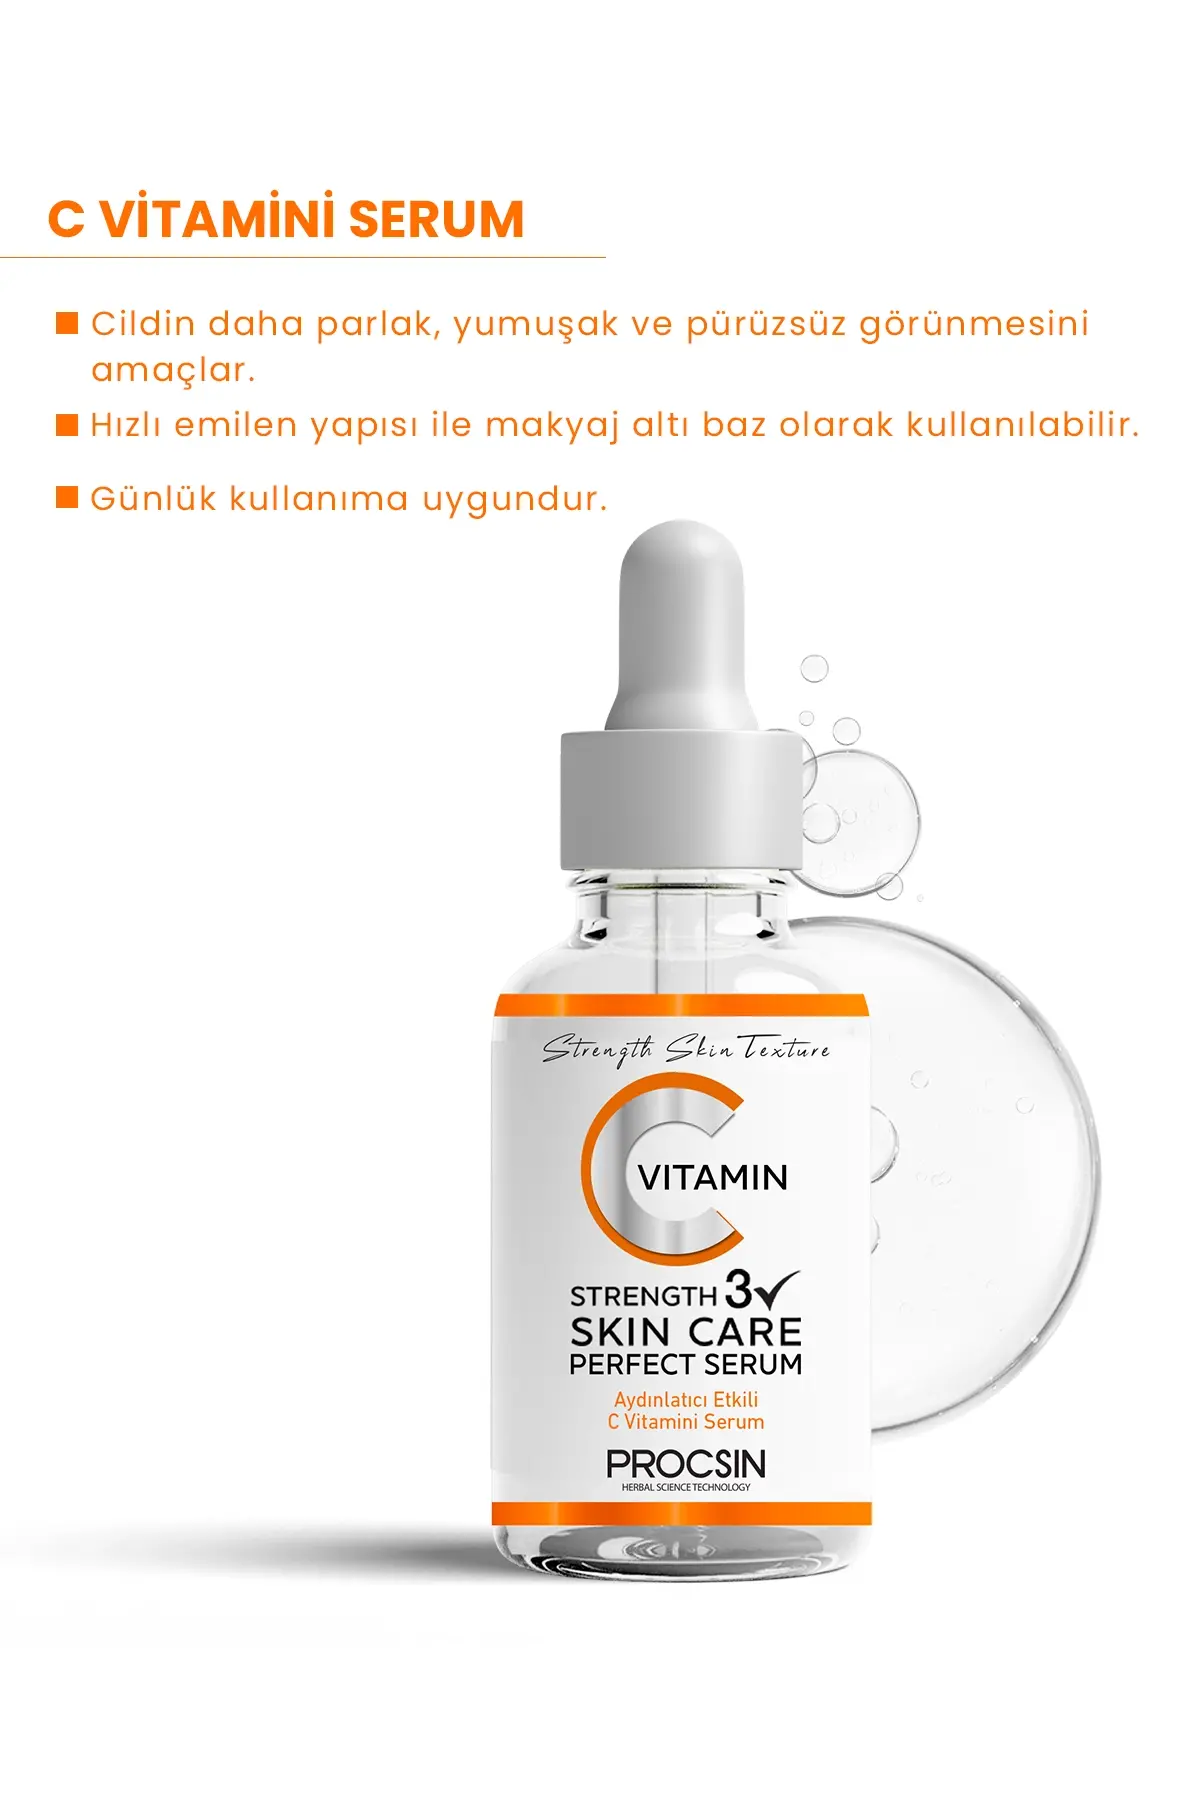 C VİTAMİNİ SERUM
Cildin daha parlak, yumuşak ve pürüzsüz görünmesini
amaçlar.
Hızlı emilen yapısı ile makyaj altı baz olarak kullanılabilir.
Günlük kullanıma uygundur.
Strength Skin Texture
C VITAMIN
STRENGTH 3
SKIN CARE
PERFECT SERUM
Aydınlatıcı Etkili
C Vitamini Serum
PROCSIN
HERBAL SCIENCE TECHNOLOGY